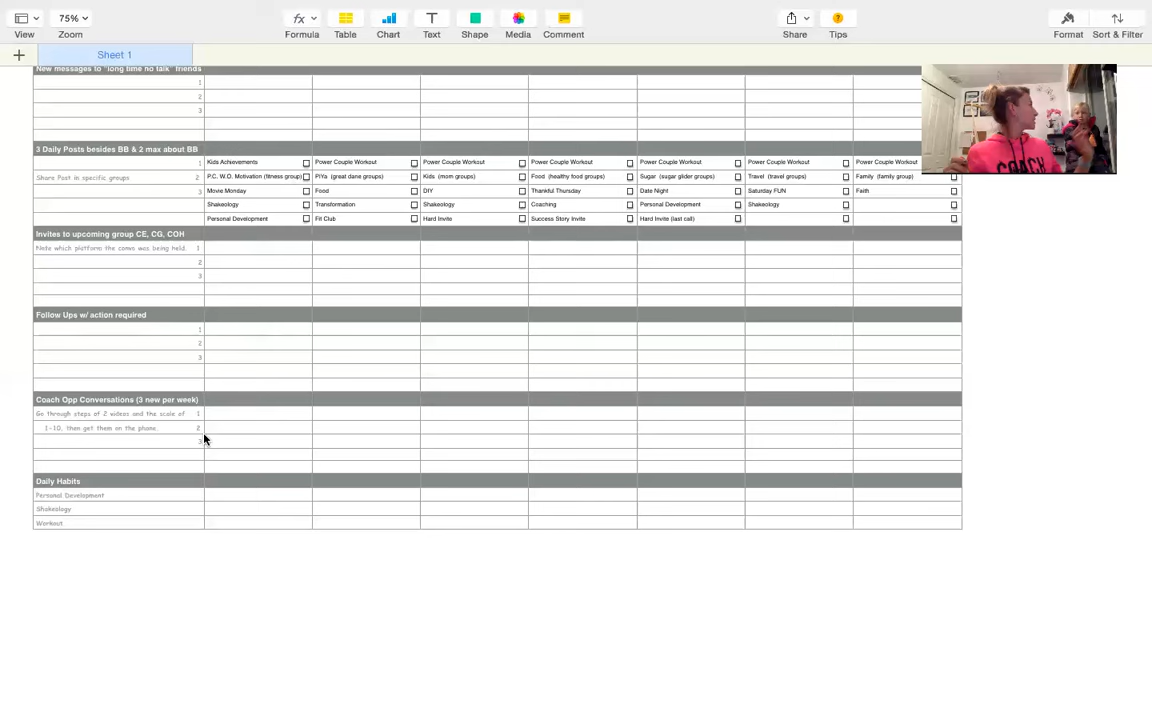 75%
View
Zoom
Formula
Table
Chart
Text
Shape
Media
Comment
Share
Tips
Format
Sort & Filter
Sheet 1
New messages to "long time no talk" friends
1
2
3
3 Daily Posts besides BB & 2 max about BB
1 Kids Achievements Power Couple Workout Power Couple Workout Power Couple Workout Power Couple Workout Power Couple Workout Power Couple Workout
Share Post in specific groups 2 P.C. W.D. Motivation (fitness group) PiYo (great dane groups) Kids (mom groups) Food (healthy food groups) Sugar (sugar glider groups) Travel (travel groups) Family (family group)
3 Movie Monday Food DIY Thankful Thursday Date Night Saturday FUN Faith
Shakeology Transformation Shakeology Coaching Personal Development Shakeology
Personal Development Fit Club Hard Invite Success Story Invite Hard Invite (last call)
Invites to upcoming group CE, CG, COH
Note which platform the convo was being held. 1
2
3
Follow Ups w/ action required
1
2
3
Coach Opp Conversations (3 new per week)
Go through steps of 2 videos and the scale of 1
1-10, then get them on the phone. 2
3
Daily Habits
Personal Development
Shakeology
Workout
COACH